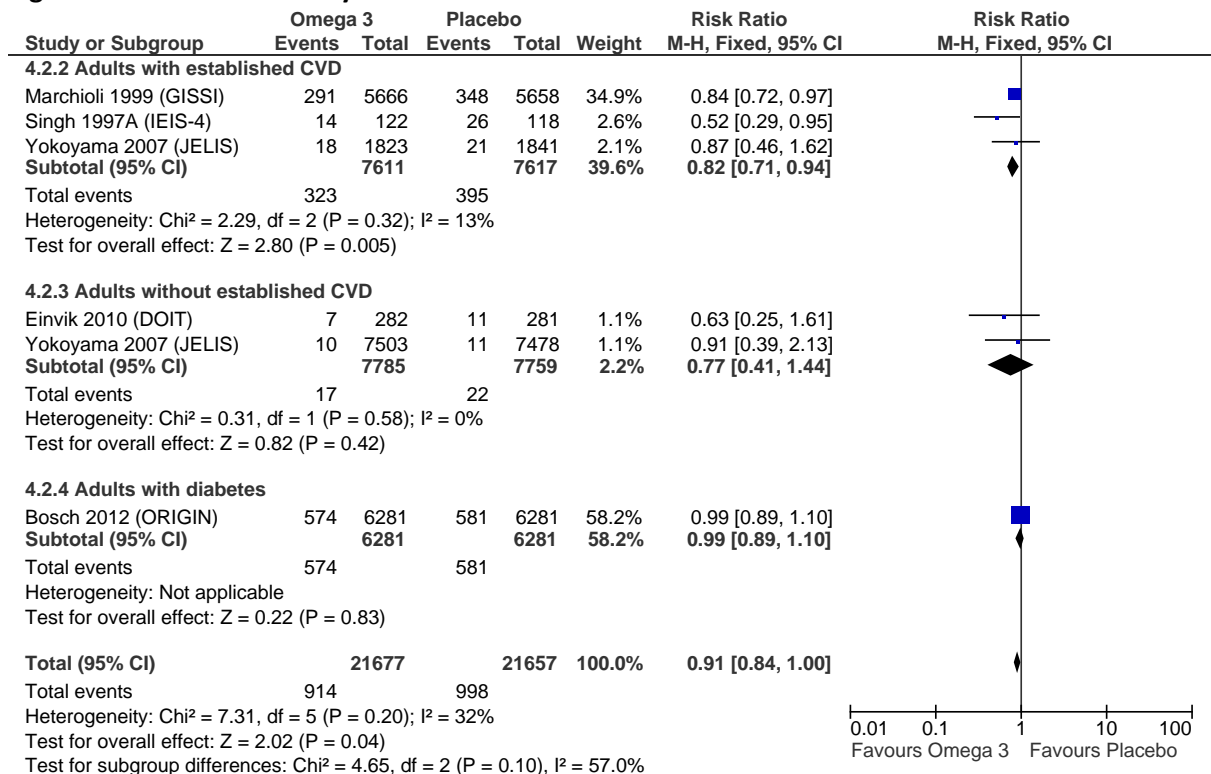 Omega 3 Placebo Risk Ratio Risk Ratio
Study or Subgroup Events Total Events Total Weight M-H, Fixed, 95% CI M-H, Fixed, 95% CI
4.2.2 Adults with established CVD
Marchioli 1999 (GISSI) 291 5666 348 5658 34.9% 0.84 [0.72, 0.97]
Singh 1997A (IEIS-4) 14 122 26 118 2.6% 0.52 [0.29, 0.95]
Yokoyama 2007 (JELIS) 18 1823 21 1841 2.1% 0.87 [0.46, 1.62]
Subtotal (95% CI) 7611 7617 39.6% 0.82 [0.71, 0.94]
Total events 323 395
Heterogeneity: Chi² = 2.29, df = 2 (P = 0.32); I² = 13%
Test for overall effect: Z = 2.80 (P = 0.005)
4.2.3 Adults without established CVD
Einvik 2010 (DOIT) 7 282 11 281 1.1% 0.63 [0.25, 1.61]
Yokoyama 2007 (JELIS) 10 7503 11 7478 1.1% 0.91 [0.39, 2.13]
Subtotal (95% CI) 7785 7759 2.2% 0.77 [0.41, 1.44]
Total events 17 22
Heterogeneity: Chi² = 0.31, df = 1 (P = 0.58); I² = 0%
Test for overall effect: Z = 0.82 (P = 0.42)
4.2.4 Adults with diabetes
Bosch 2012 (ORIGIN) 574 6281 581 6281 58.2% 0.99 [0.89, 1.10]
Subtotal (95% CI) 6281 6281 58.2% 0.99 [0.89, 1.10]
Total events 574 581
Heterogeneity: Not applicable
Test for overall effect: Z = 0.22 (P = 0.83)
Total (95% CI) 21677 21657 100.0% 0.91 [0.84, 1.00]
Total events 914 998
Heterogeneity: Chi² = 7.31, df = 5 (P = 0.20); I² = 32%
Test for overall effect: Z = 2.02 (P = 0.04)
Test for subgroup differences: Chi² = 4.65, df = 2 (P = 0.10), I² = 57.0%
0.01 0.1 1 10 100
Favours Omega 3 Favours Placebo